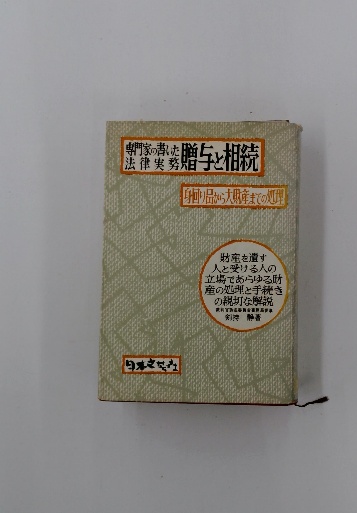 専門家の書いた
法律実務
贈与と相続
身回り品から大財産までの処理
財産を遺す
人と受ける人の
立場であらゆる財
産の処理と手続き
の親切な解説
静著
日本文芸社